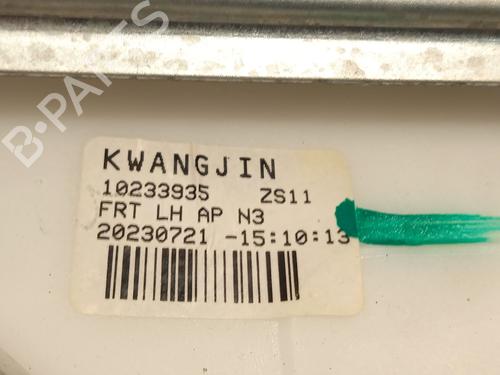 B-PARTS
KWANGJIN
10233935 ZS11
FRT LH AP N3
20230721 -15:10:13